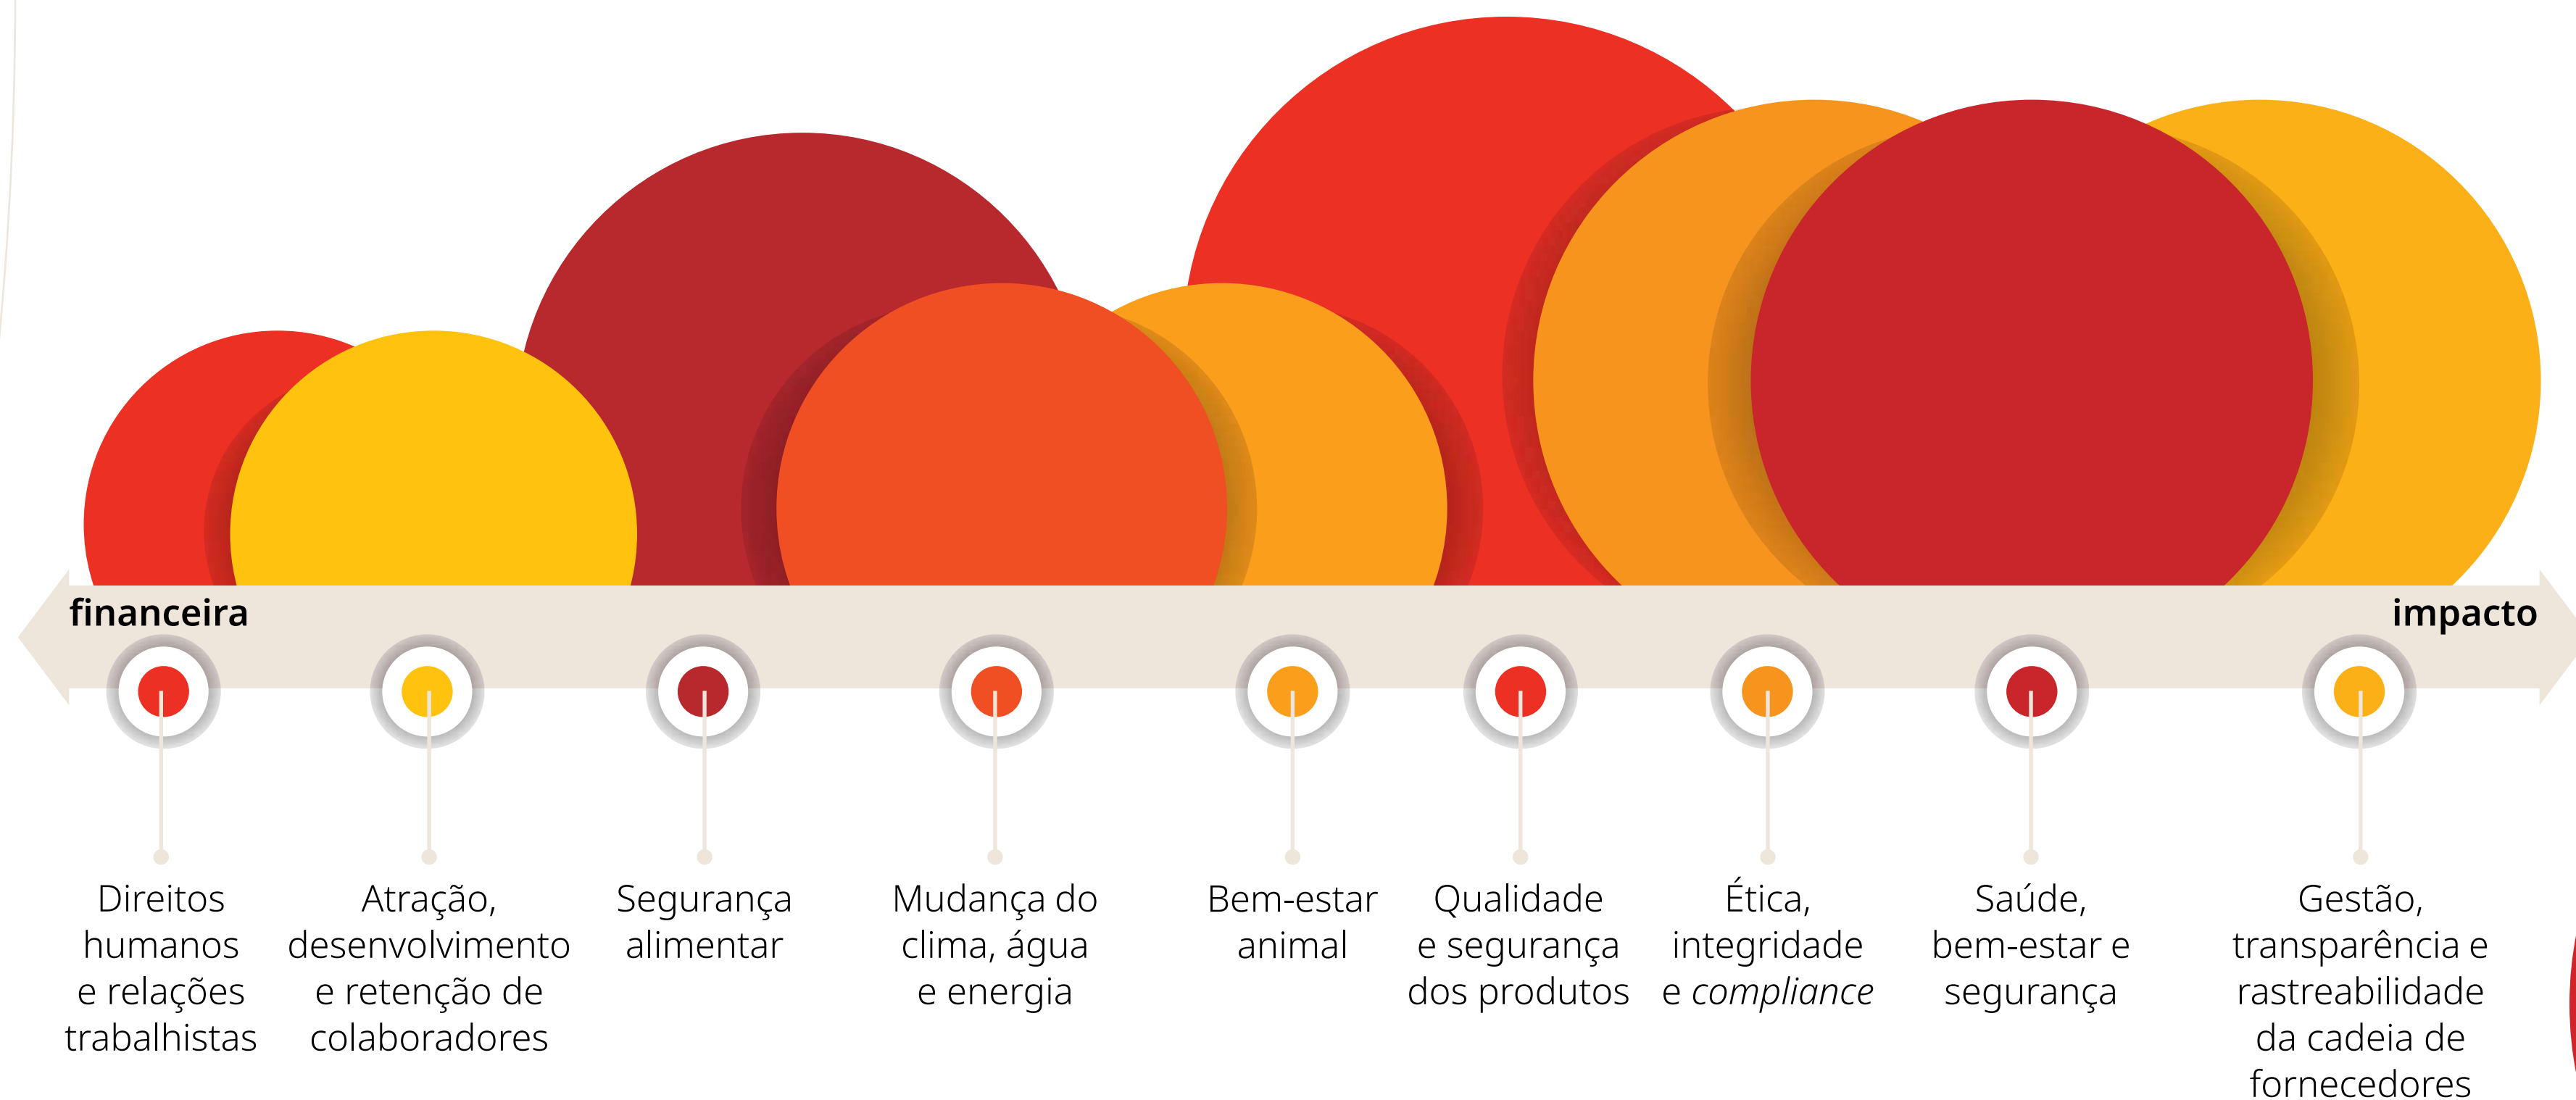 financeira
impacto
Direitos
humanos
e relações
trabalhistas
Atração,
desenvolvimento
e retenção de
colaboradores
Segurança
alimentar
Mudança do
clima, água
e energia
Bem-estar
animal
Qualidade
e segurança
dos produtos
Ética,
integridade
e compliance
Saúde,
bem-estar e
segurança
Gestão,
transparência e
rastreabilidade
da cadeia de
fornecedores